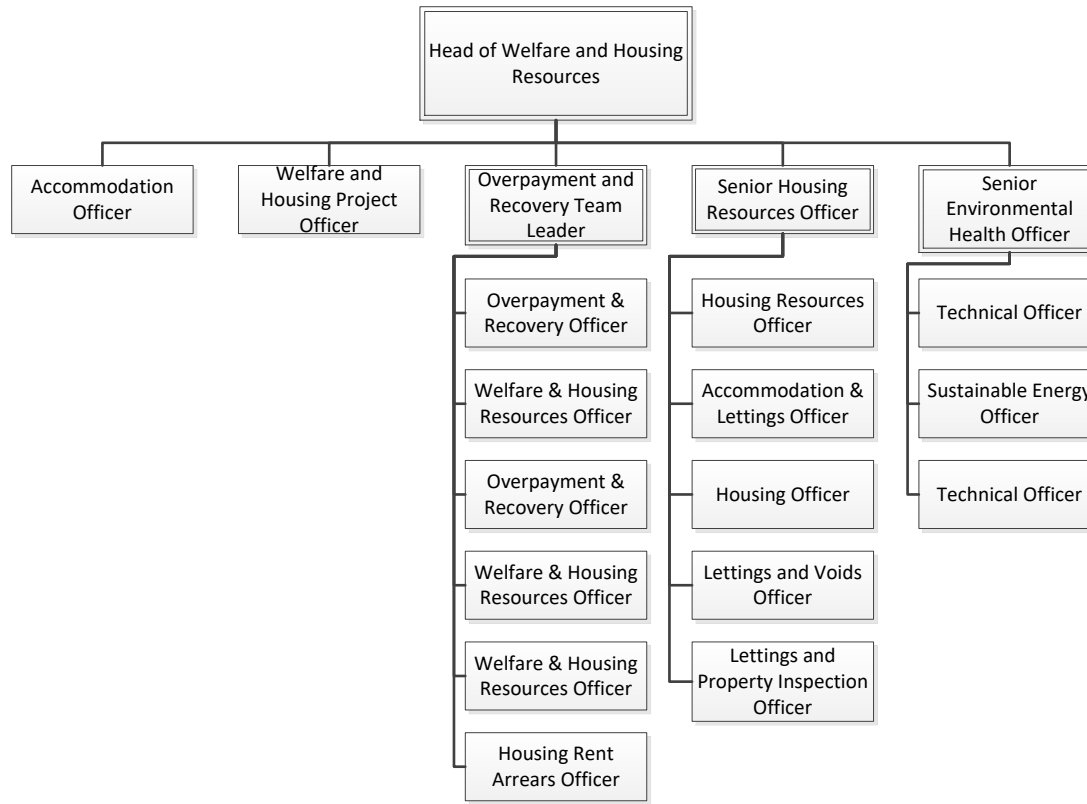 Head of Welfare and Housing
Resources
Accommodation
Officer
Welfare and
Housing Project
Officer
Overpayment and
Recovery Team
Leader
Senior Housing
Resources Officer
Senior
Environmental
Health Officer
Overpayment &
Recovery Officer
Welfare & Housing
Resources Officer
Overpayment &
Recovery Officer
Welfare & Housing
Resources Officer
Welfare & Housing
Resources Officer
Housing Rent
Arrears Officer
Housing Resources
Officer
Accommodation &
Lettings Officer
Housing Officer
Lettings and Voids
Officer
Lettings and
Property Inspection
Officer
Technical Officer
Sustainable Energy
Officer
Technical Officer